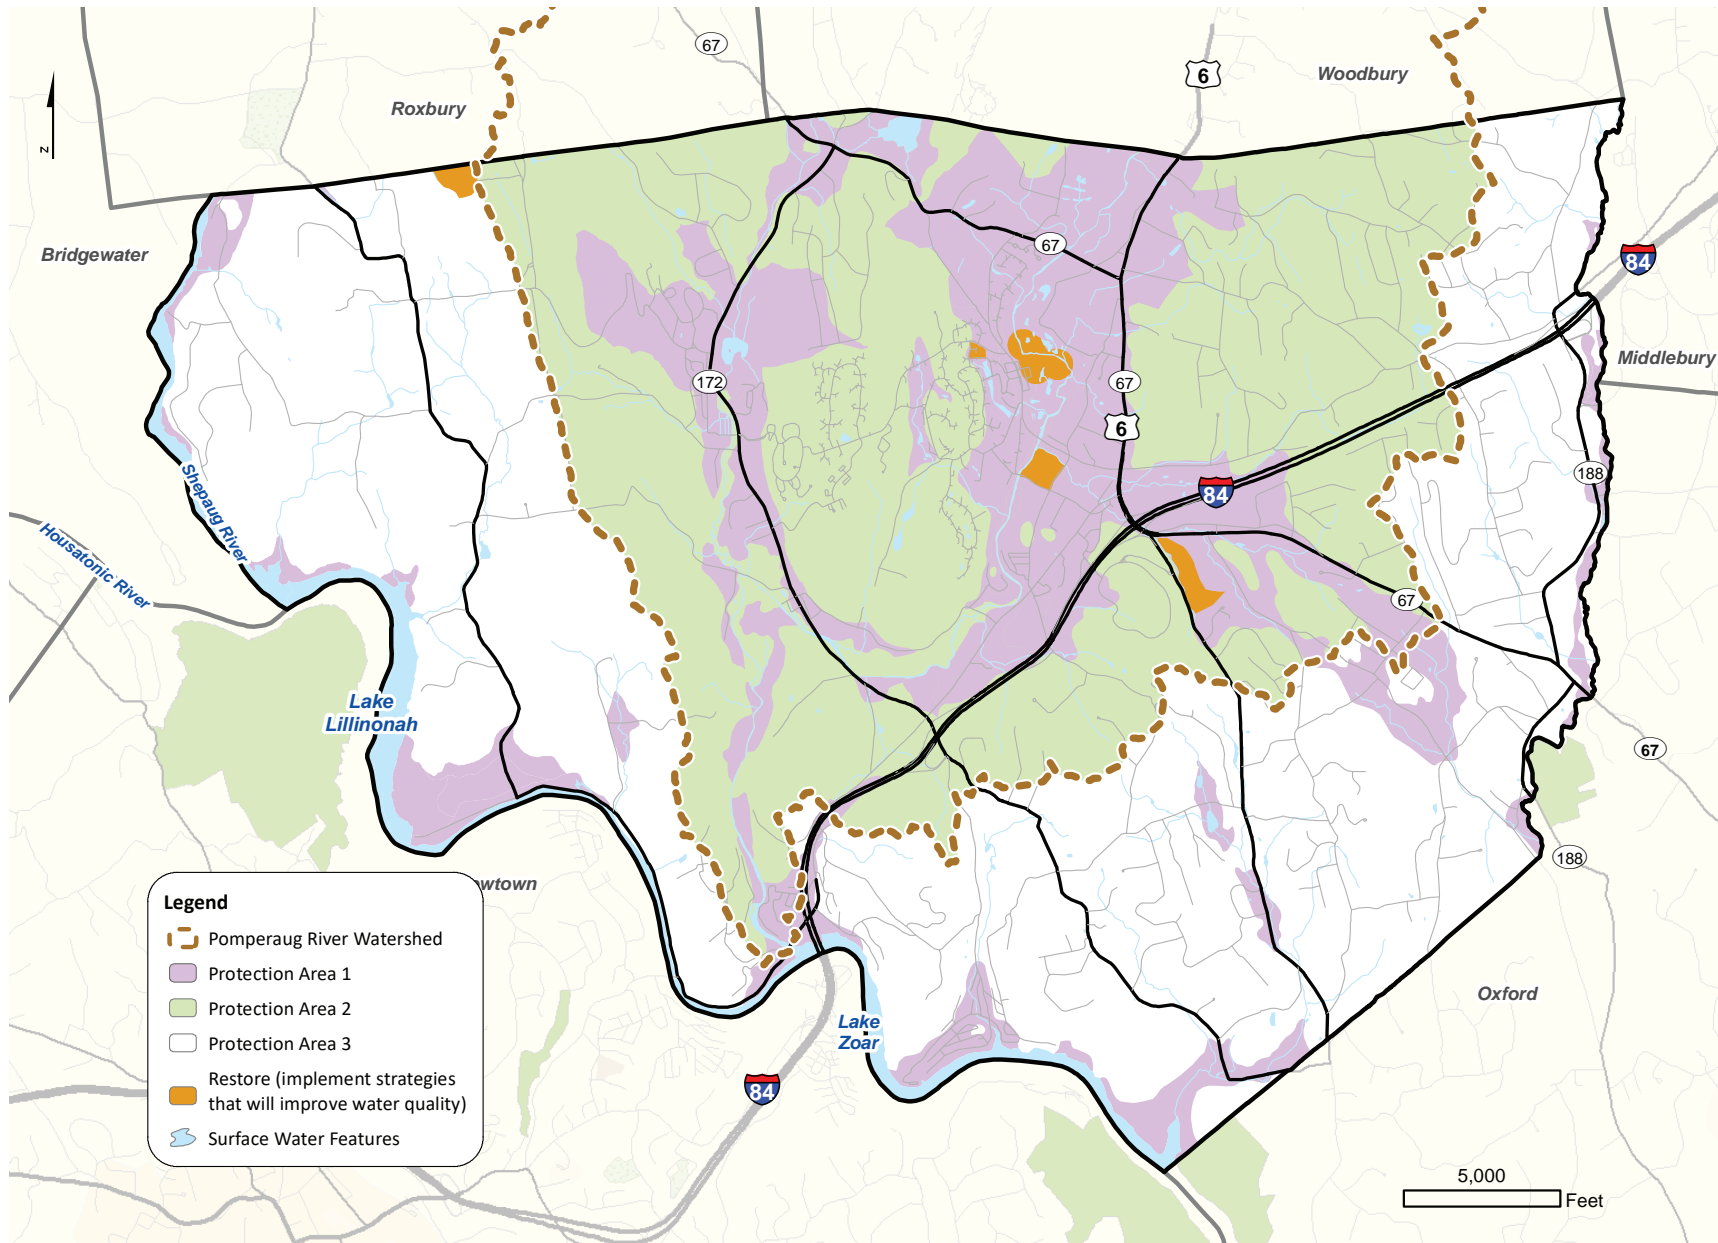 67
6
Woodbury
Roxbury
N
Bridgewater
67
84
Middlebury
172
67
6
84
188
Shepaug River
Housatonic River
67
Lake
Lillinonah
67
188
wtown
Legend
Pomperaug River Watershed
Protection Area 1
Protection Area 2
Protection Area 3
Restore (implement strategies
that will improve water quality)
Surface Water Features
Oxford
Lake
Zoar
84
5,000
Feet